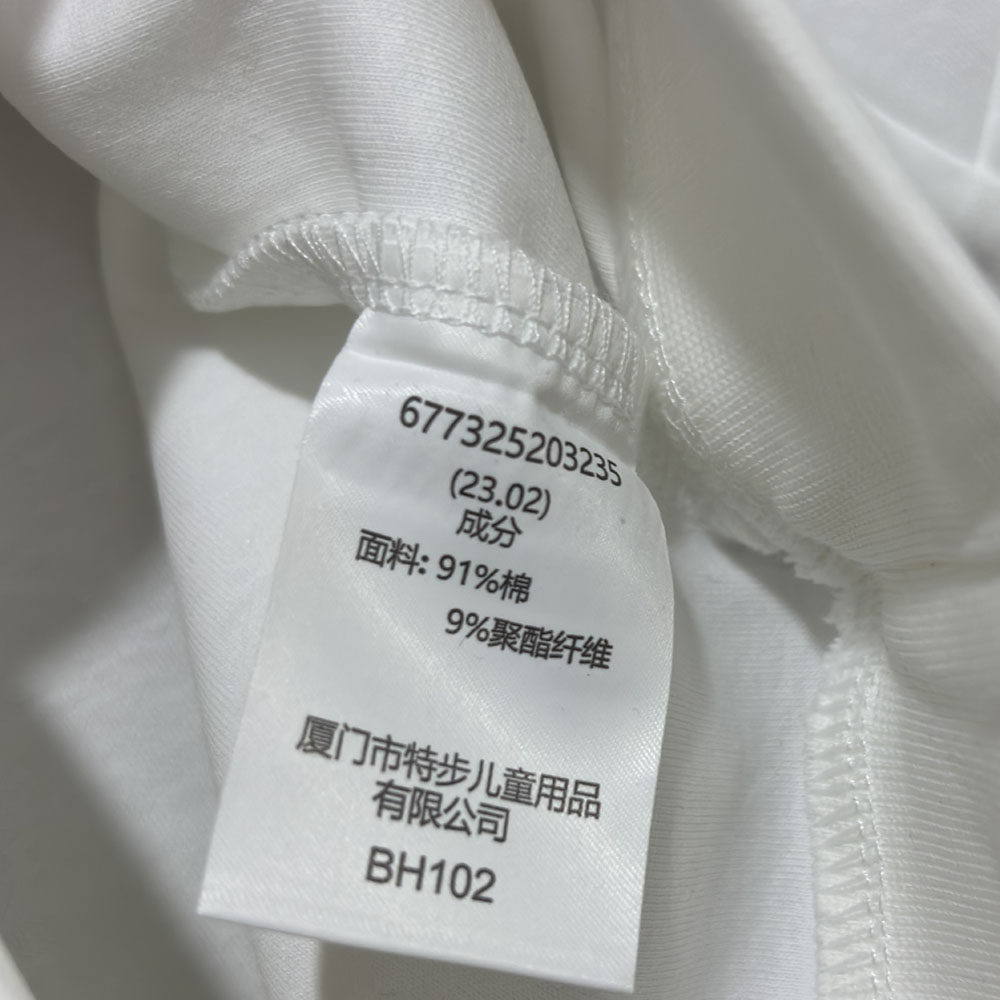 677325203235
(23.02)
成分
面料: 91%棉
9%聚酯纤维
厦门市特步儿童用品
有限公司
BH102